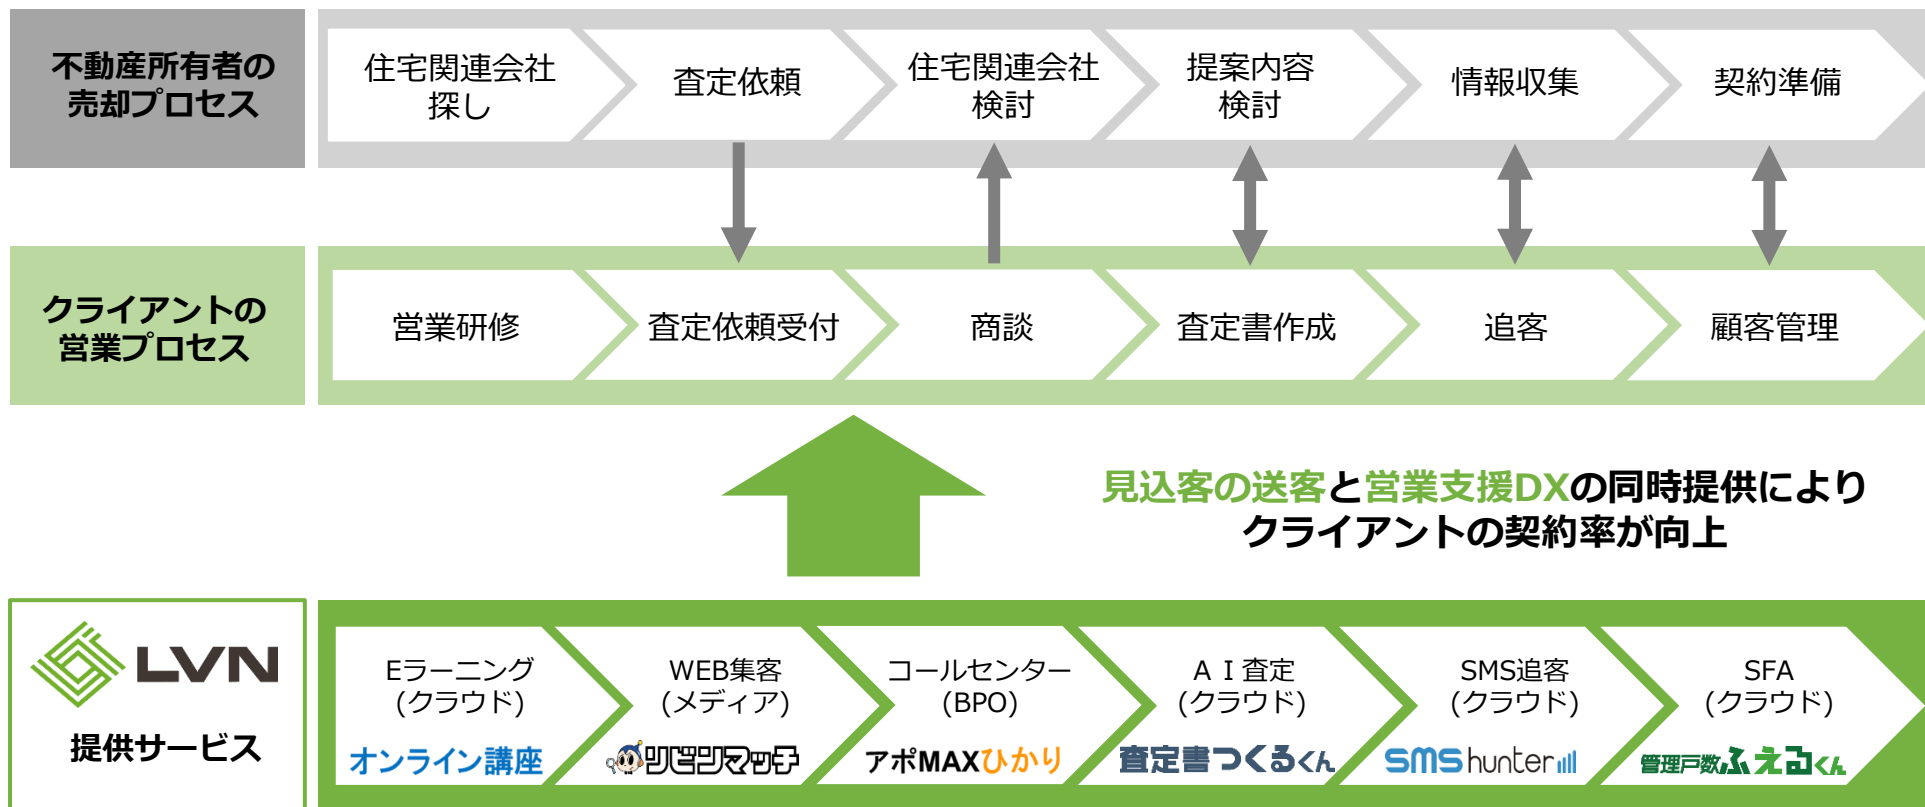 不動産所有者の
売却プロセス
住宅関連会社
探し
査定依頼
住宅関連会社
検討
提案内容
検討
情報収集
契約準備
クライアントの
営業プロセス
営業研修
査定依頼受付
商談
査定書作成
追客
顧客管理
見込客の送客と営業支援DXの同時提供により
クライアントの契約率が向上
LVN
提供サービス
Eラーニング
(クラウド)
オンライン講座
WEB集客
(メディア)
リビンマッチ
コールセンター
(BPO)
アポMAXひかり
ＡＩ査定
(クラウド)
査定書つくるくん
SMS追客
(クラウド)
SMS hunter
SFA
(クラウド)
管理戸数ふえるくん